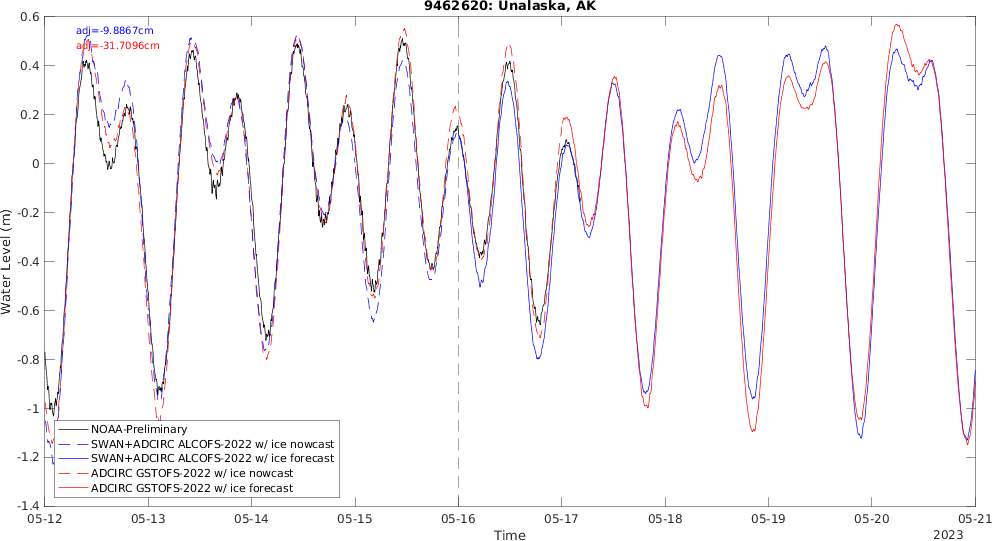 9462620: Unalaska, AK
adj=-9.8867cm
adj=-31.7096cm
Water Level (m)
0.6
0.4
0.2
0
-0.2
-0.4
-0.6
-0.8
-1
-1.2
-1.4
NOAA-Preliminary
SWAN+ADCIRC ALCOFS-2022 w/ ice nowcast
SWAN+ADCIRC ALCOFS-2022 w/ ice forecast
ADCIRC GSTOFS-2022 w/ ice nowcast
ADCIRC GSTOFS-2022 w/ ice forecast
05-12 05-13 05-14 05-15 05-16 05-17 05-18 05-19 05-20 05-21
Time
2023